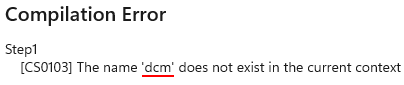 Compilation Error
Step1
[CS0103] The name 'dcm' does not exist in the current context